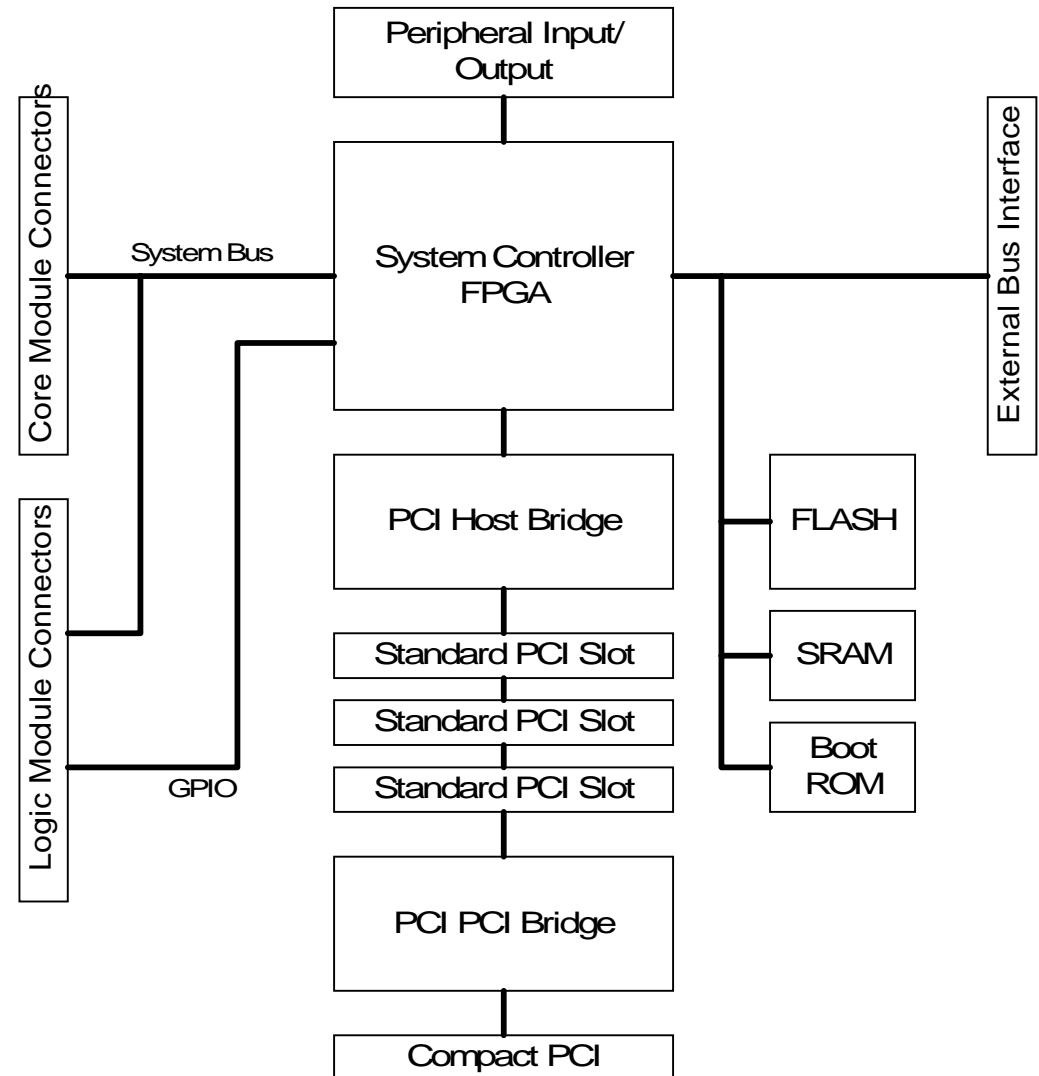 Peripheral Input/
Output
Core Module Connectors
System Bus
System Controller
FPGA
External Bus Interface
Logic Module Connectors
GPIO
PCI Host Bridge
FLASH
Standard PCI Slot
SRAM
Standard PCI Slot
Standard PCI Slot
Boot
ROM
PCI PCI Bridge
Compact PCI